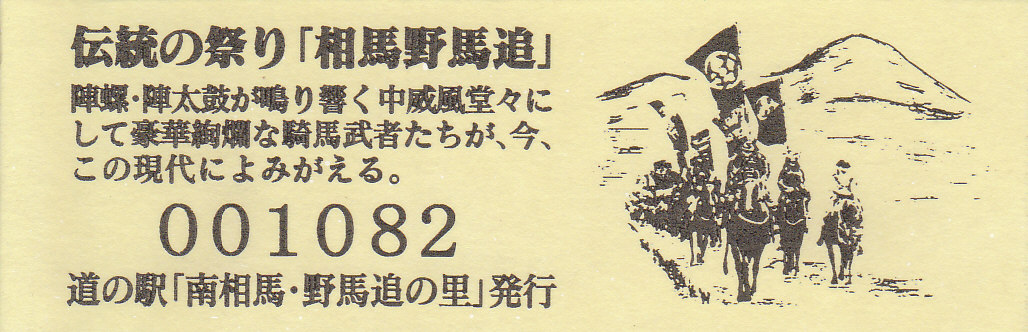 伝統の祭り「相馬野馬追」
陣螺・陣太鼓が鳴り響く中威風堂々に
して豪華絢爛な騎馬武者たちが、今、
この現代によみがえる。
001082
道の駅「南相馬・野馬追の里」発行